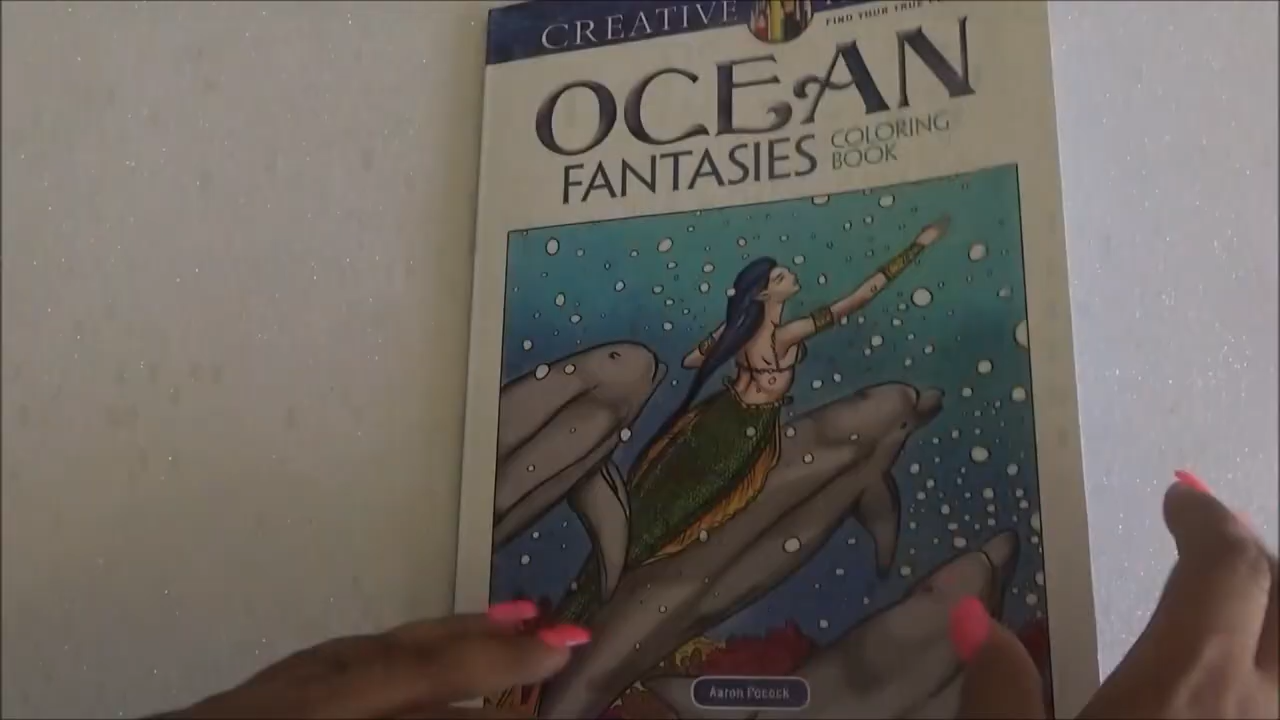 CREATIVE
FIND YOUR TRUE
OCEAN
FANTASIES
COLORING
BOOK
Aaron Pocock